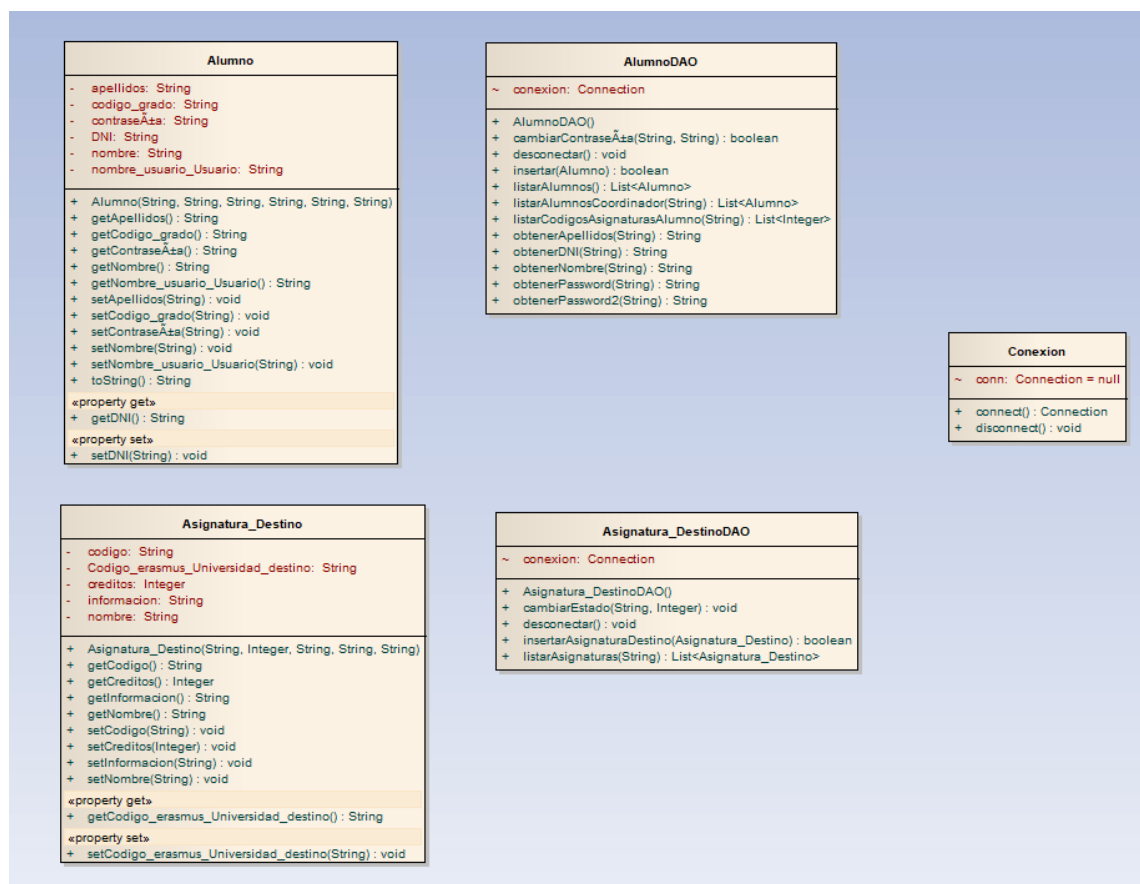 Alumno
- apellidos: String
- codigo_grado: String
- contraseÃ±a: String
- DNI: String
- nombre: String
- nombre_usuario_Usuario: String
+ Alumno(String, String, String, String, String, String)
+ getApellidos() : String
+ getCodigo_grado() : String
+ getContraseÃ±a() : String
+ getNombre() : String
+ getNombre_usuario_Usuario() : String
+ setApellidos(String) : void
+ setCodigo_grado(String) : void
+ setContraseÃ±a(String) : void
+ setNombre(String) : void
+ setNombre_usuario_Usuario(String) : void
+ toString() : String
«property get»
+ getDNI() : String
«property set»
+ setDNI(String) : void
AlumnoDAO
~ conexion: Connection
+ AlumnoDAO()
+ cambiarContraseÃ±a(String, String) : boolean
+ desconectar() : void
+ insertar(Alumno) : boolean
+ listarAlumnos() : List<Alumno>
+ listarAlumnosCoordinador(String) : List<Alumno>
+ listarCodigosAsignaturasAlumno(String) : List<Integer>
+ obtenerApellidos(String) : String
+ obtenerDNI(String) : String
+ obtenerNombre(String) : String
+ obtenerPassword(String) : String
+ obtenerPassword2(String) : String
Conexion
~ conn: Connection = null
+ connect() : Connection
+ disconnect() : void
Asignatura_Destino
- codigo: String
- Codigo_erasmus_Universidad_destino: String
- creditos: Integer
- informacion: String
- nombre: String
+ Asignatura_Destino(String, Integer, String, String, String)
+ getCodigo() : String
+ getCreditos() : Integer
+ getInformacion() : String
+ getNombre() : String
+ setCodigo(String) : void
+ setCreditos(Integer) : void
+ setInformacion(String) : void
+ setNombre(String) : void
«property get»
+ getCodigo_erasmus_Universidad_destino() : String
«property set»
+ setCodigo_erasmus_Universidad_destino(String) : void
Asignatura_DestinoDAO
~ conexion: Connection
+ Asignatura_DestinoDAO()
+ cambiarEstado(String, Integer) : void
+ desconectar() : void
+ insertarAsignaturaDestino(Asignatura_Destino) : boolean
+ listarAsignaturas(String) : List<Asignatura_Destino>